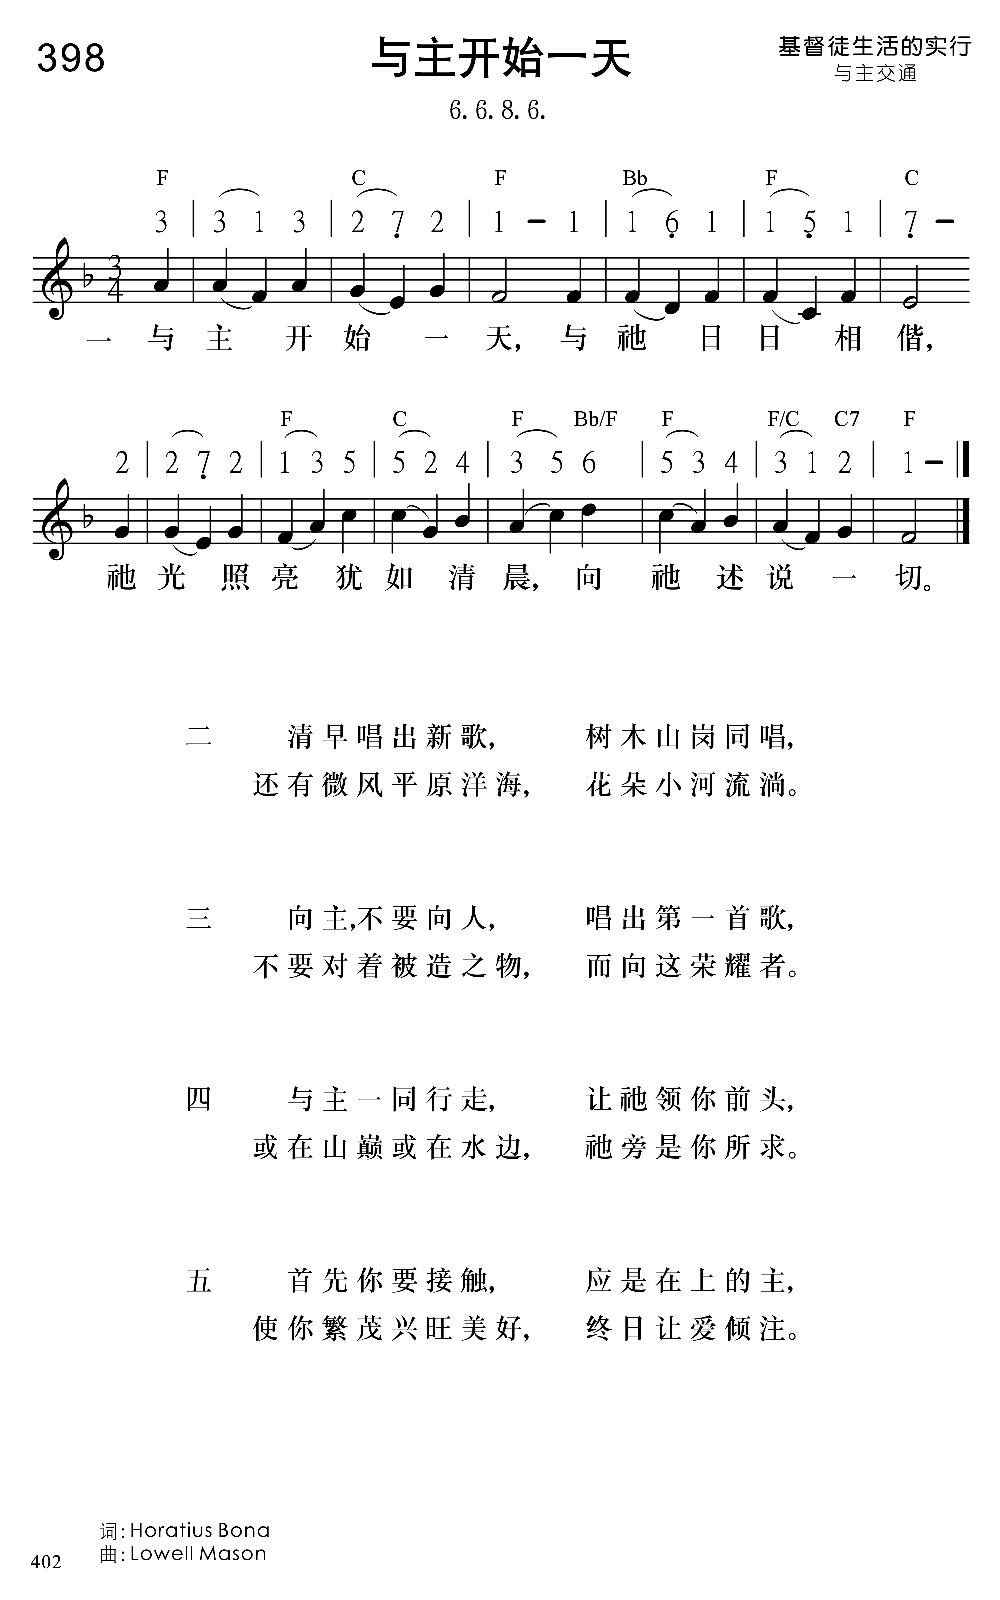 398
与主开始一天
基督徒生活的实行
与主交通
6. 6. 8. 6.
F C F Bb F C
3 | 3 1 3 | 2 7̣ 2 | 1 - 1 | 1 6̣ 1 | 1 5̣ 1 | 7̣ -
3/4
一 与 主 开 始 一 天, 与 祂 日 日 相 偕,
F C F Bb/F F F/C C7 F
2 | 2 7̣ 2 | 1 3 5 | 5 2 4 | 3 5 6 | 5 3 4 | 3 1 2 | 1 - ‖
祂 光 照 亮 犹 如 清 晨, 向 祂 述 说 一 切。
二 清早唱出新歌, 树木山岗同唱,
还有微风平原洋海, 花朵小河流淌。
三 向主,不要向人, 唱出第一首歌,
不要对着被造之物, 而向这荣耀者。
四 与主一同行走, 让祂领你前头,
或在山巅或在水边, 祂旁是你所求。
五 首先你要接触, 应是在上的主,
使你繁茂兴旺美好, 终日让爱倾注。
词: Horatius Bona
曲: Lowell Mason
402